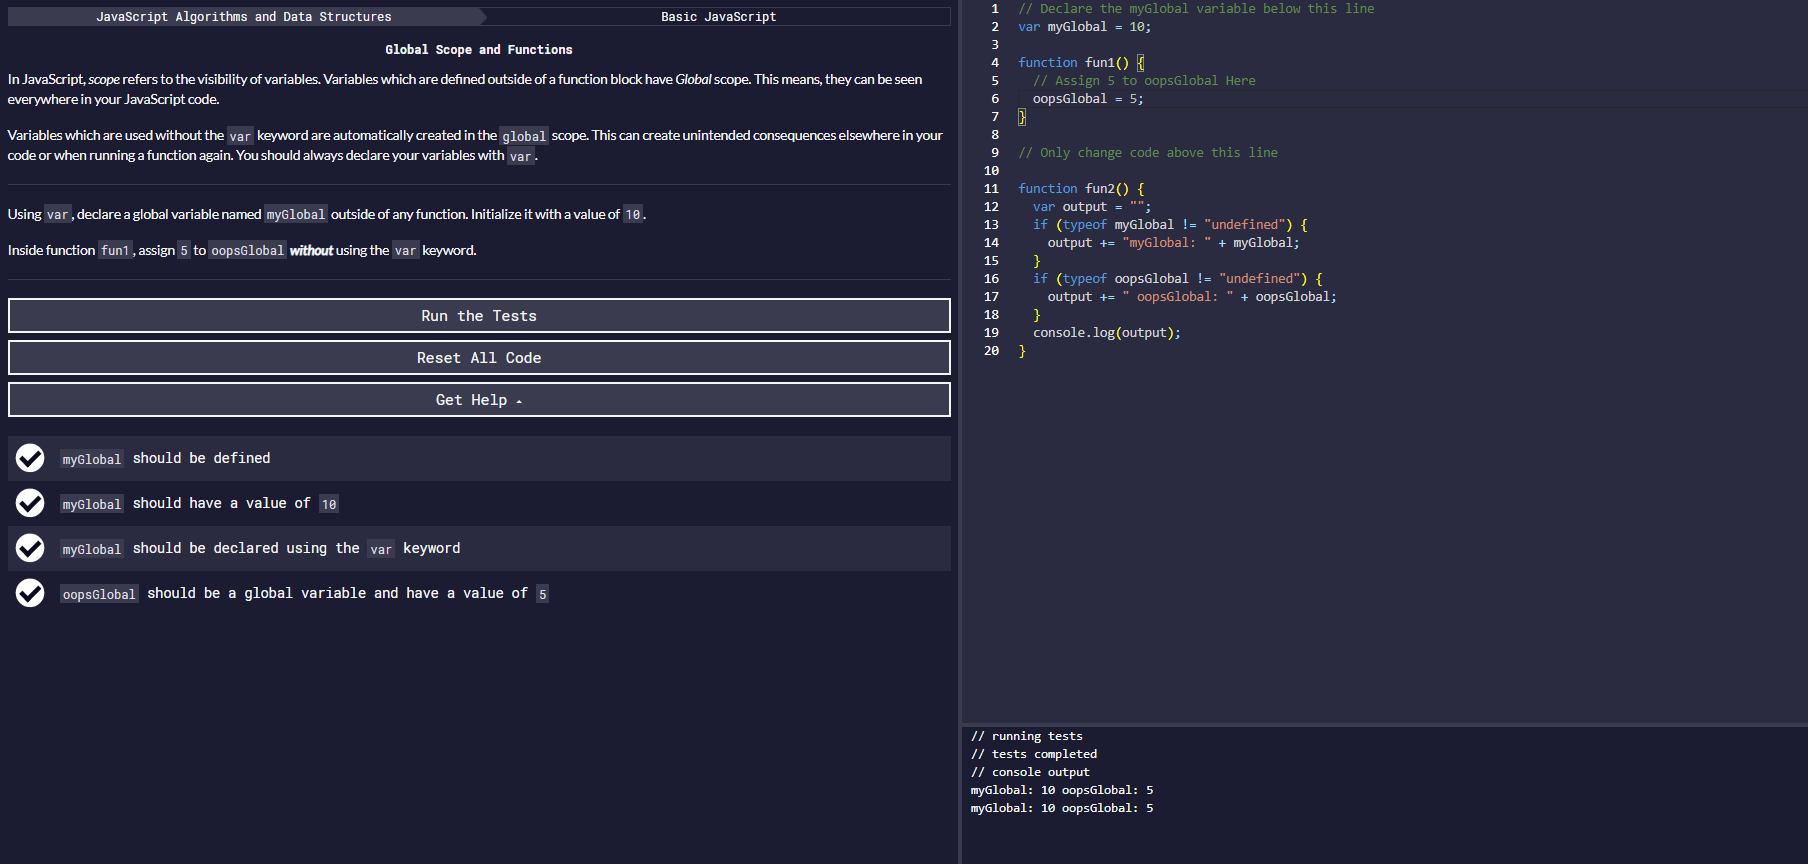 JavaScript Algorithms and Data Structures
Basic JavaScript
Global Scope and Functions
In JavaScript, scope refers to the visibility of variables. Variables which are defined outside of a function block have Global scope. This means, they can be seen
everywhere in your JavaScript code.
Variables which are used without the var keyword are automatically created in the global scope. This can create unintended consequences elsewhere in your
code or when running a function again. You should always declare your variables with var.
Using var, declare a global variable named myGlobal outside of any function. Initialize it with a value of 10.
Inside function fun1, assign 5 to oopsGlobal without using the var keyword.
Run the Tests
Reset All Code
Get Help
myGlobal should be defined
myGlobal should have a value of 10
myGlobal should be declared using the var keyword
oopsGlobal should be a global variable and have a value of 5
1 // Declare the myGlobal variable below this line
2 var myGlobal = 10;
3
4 function fun1() {
5   // Assign 5 to oopsGlobal Here
6   oopsGlobal = 5;
7 }
8
9 // Only change code above this line
10
11 function fun2() {
12   var output = "";
13   if (typeof myGlobal != "undefined") {
14     output += "myGlobal: " + myGlobal;
15   }
16   if (typeof oopsGlobal != "undefined") {
17     output += " oopsGlobal: " + oopsGlobal;
18   }
19   console.log(output);
20 }
// running tests
// tests completed
// console output
myGlobal: 10 oopsGlobal: 5
myGlobal: 10 oopsGlobal: 5